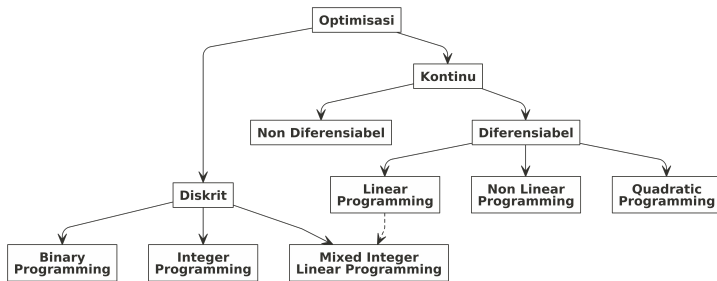 Optimisasi
Kontinu
Non Diferensiabel
Diferensiabel
Diskrit
Linear
Programming
Non Linear
Programming
Quadratic
Programming
Binary
Programming
Integer
Programming
Mixed Integer
Linear Programming